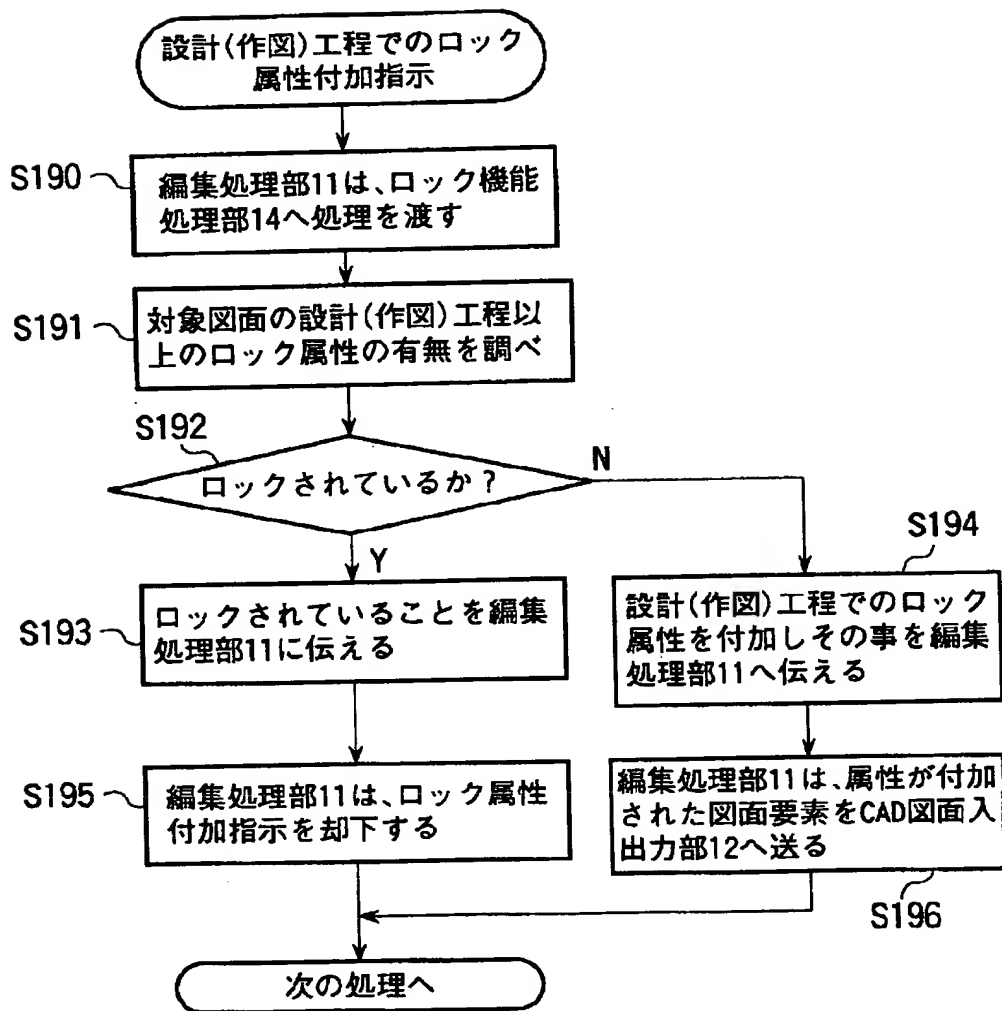 設計(作図)工程でのロック
属性付加指示
S190
編集処理部11は、ロック機能
処理部14へ処理を渡す
S191
対象図面の設計(作図)工程以
上のロック属性の有無を調べ
S192
ロックされているか？
N
Y
S193
ロックされていることを編集
処理部11に伝える
S194
設計(作図)工程でのロック
属性を付加しその事を編集
処理部11へ伝える
S195
編集処理部11は、ロック属性
付加指示を却下する
編集処理部11は、属性が付加
された図面要素をCAD図面入
出力部12へ送る
S196
次の処理へ